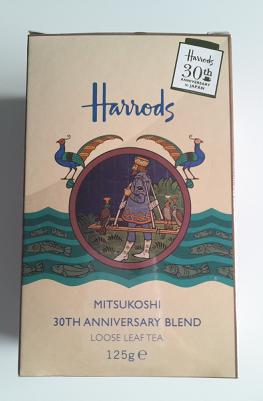 Harrods
30th
ANNIVERSARY
in JAPAN
Harrods
MITSUKOSHI
30TH ANNIVERSARY BLEND
LOOSE LEAF TEA
125g ℮